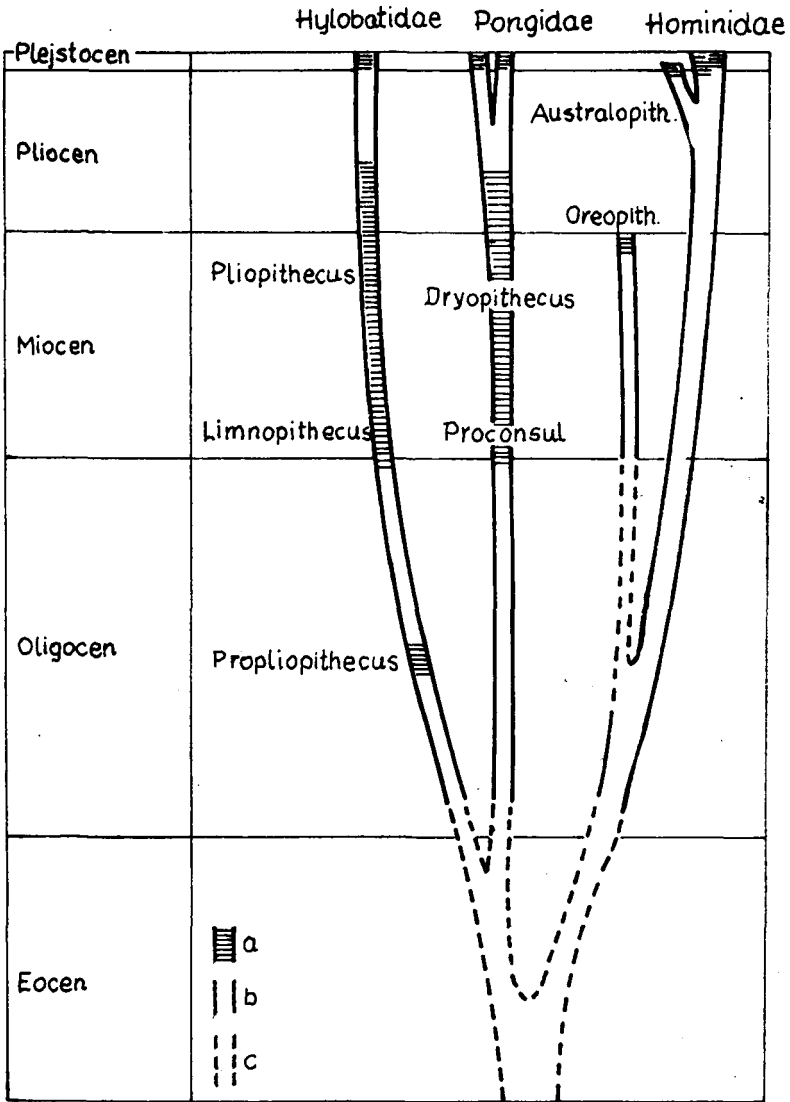 Hylobatidae Pongidae Hominidae
Plejstocen
Australopith.
Pliocen
Oreopith.
Pliopithecus
Dryopithecus
Miocen
Limnopithecus Proconsul
Oligocen
Propliopithecus
a
Eocen
b
c